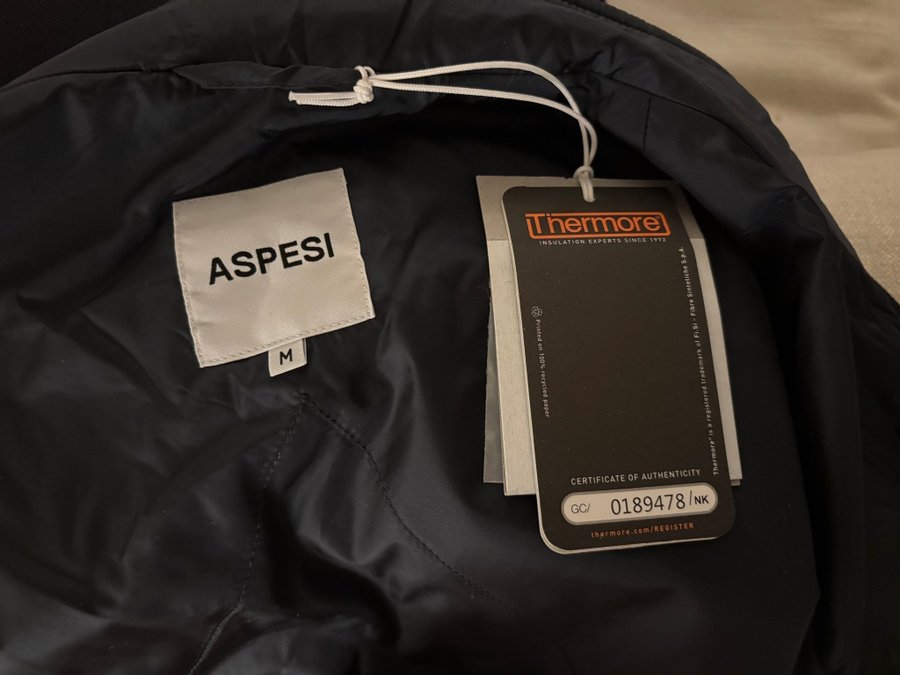 ASPESI
M
Thermore®
INSULATION EXPERTS SINCE 1972
Printed on 100% recycled paper
Thermore® is a registered trademark of Fi.Si - Fibre Sintetiche S.p.A.
CERTIFICATE OF AUTHENTICITY
GC/ 0189478/NK
thermore.com/REGISTER